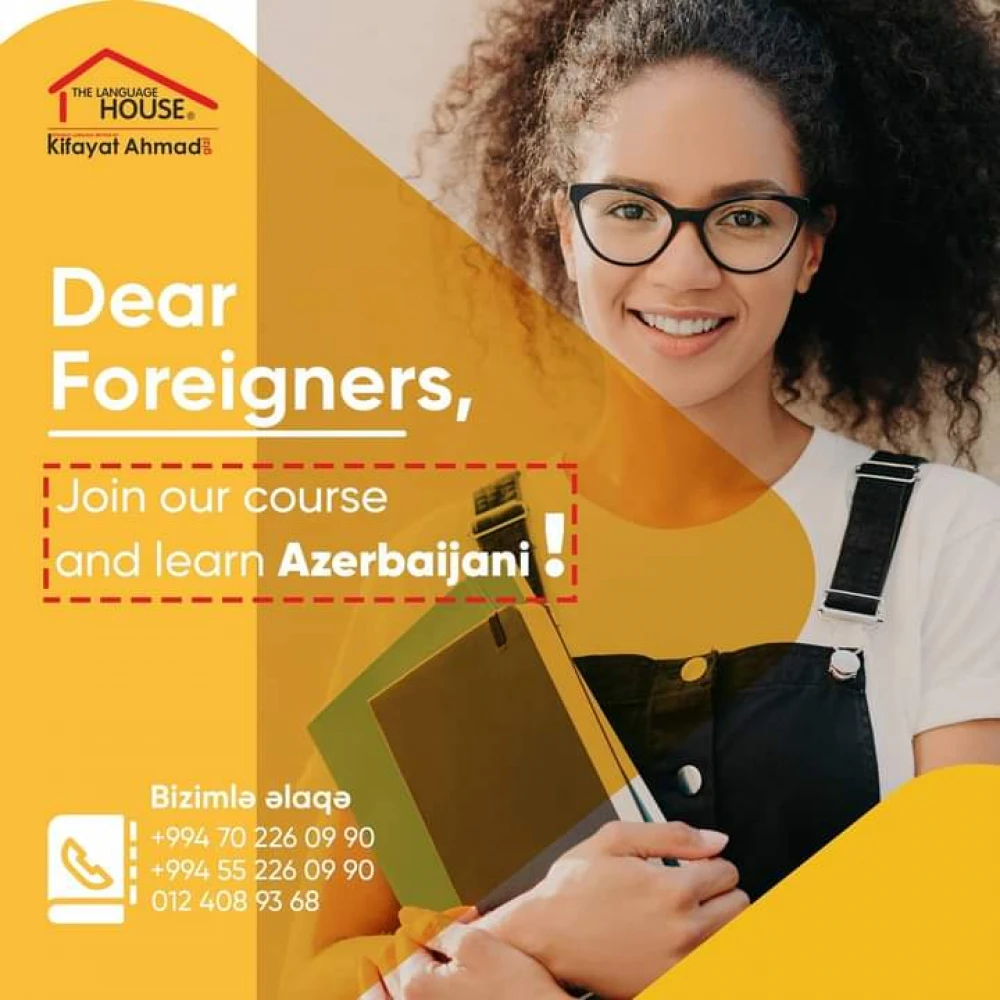 THE LANGUAGE
HOUSE®
Kifayat Ahmadgizi
Dear
Foreigners,
Join our course
and learn Azerbaijani!
Bizimlə əlaqə
+994 70 226 09 90
+994 55 226 09 90
012 408 93 68